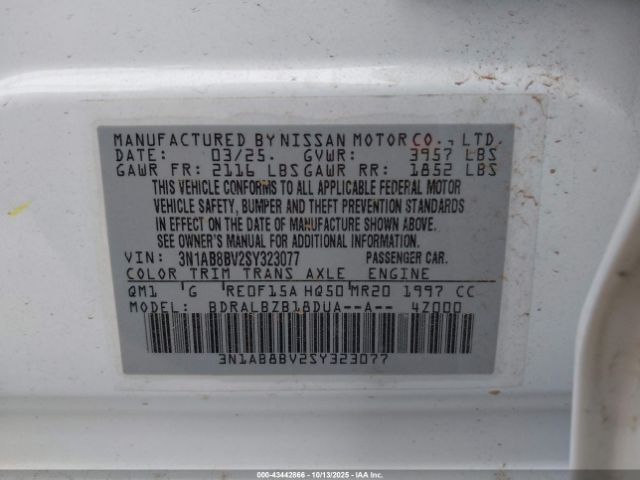 MANUFACTURED BY NISSAN MOTOR CO., LTD.
DATE: 03/25. GVWR: 3957 LBS
GAWR FR: 2116 LBS GAWR RR: 1852 LBS
THIS VEHICLE CONFORMS TO ALL APPLICABLE FEDERAL MOTOR
VEHICLE SAFETY, BUMPER AND THEFT PREVENTION STANDARDS
IN EFFECT ON THE DATE OF MANUFACTURE SHOWN ABOVE.
SEE OWNER'S MANUAL FOR ADDITIONAL INFORMATION.
VIN: 3N1AB8BV2SY323077 PASSENGER CAR.
COLOR TRIM TRANS AXLE ENGINE
QM1 G RE0F15A HQ50 MR20 1997 CC
MODEL: BDRALBZB18DUA--A-- 4Z000
3N1AB8BV2SY323077
000-43442866 - 10/13/2025 - IAA Inc.